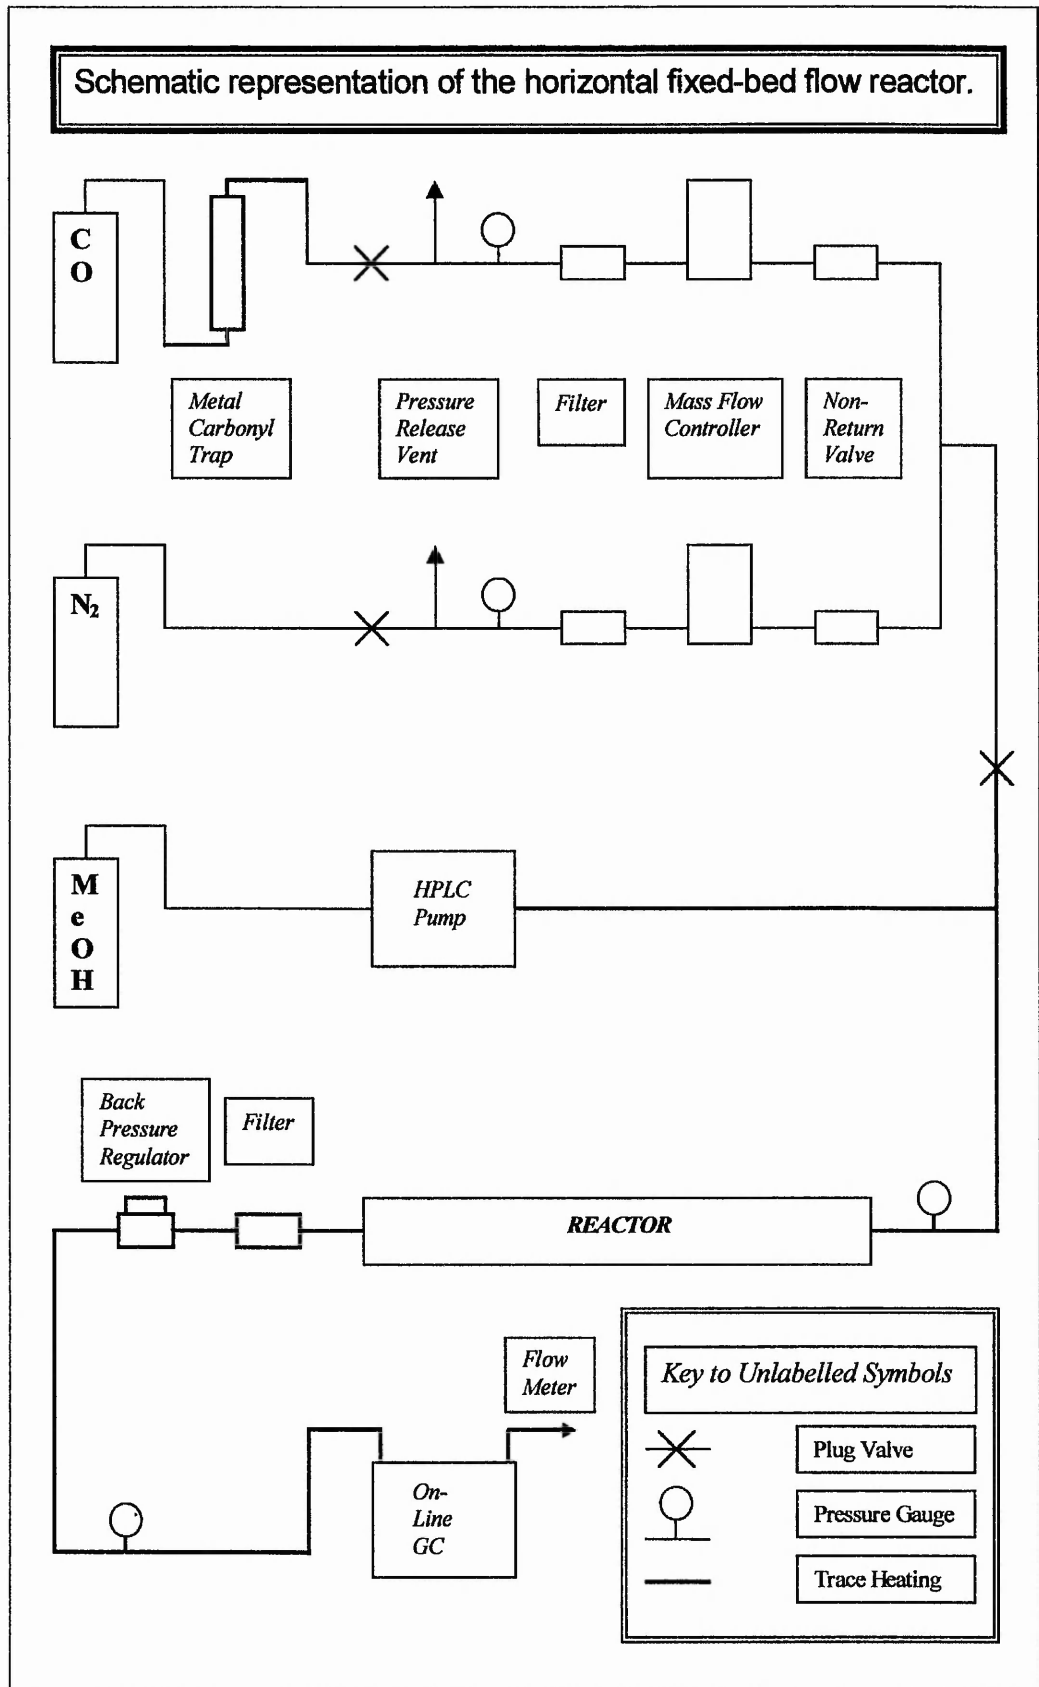 Schematic representation of the horizontal fixed-bed flow reactor.
C
O
Metal
Carbonyl
Trap
Pressure
Release
Vent
Filter
Mass Flow
Controller
Non-
Return
Valve
N₂
M
e
O
H
HPLC
Pump
Back
Pressure
Regulator
Filter
REACTOR
Flow
Meter
On-
Line
GC
Key to Unlabelled Symbols
Plug Valve
Pressure Gauge
Trace Heating